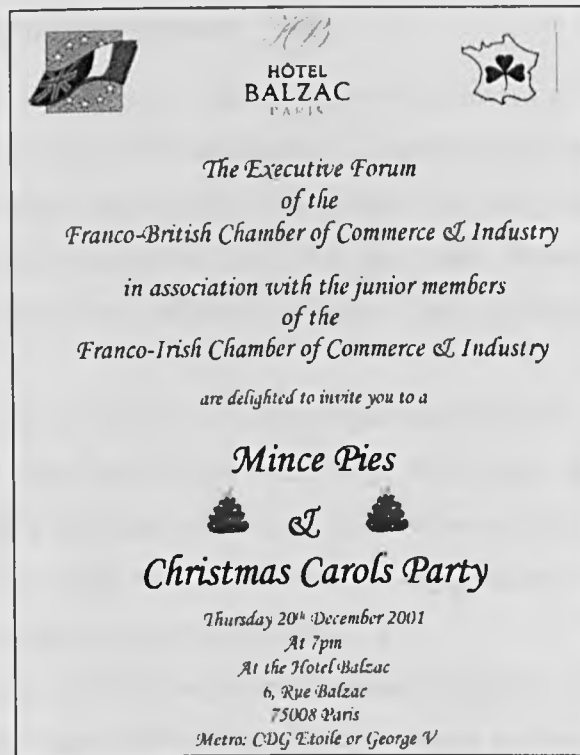 HB
HÔTEL
BALZAC
PARIS
The Executive Forum
of the
Franco-British Chamber of Commerce & Industry
in association with the junior members
of the
Franco-Irish Chamber of Commerce & Industry
are delighted to invite you to a
Mince Pies
&
Christmas Carols Party
Thursday 20th December 2001
At 7pm
At the Hotel Balzac
6, Rue Balzac
75008 Paris
Metro: CDG Etoile or George V